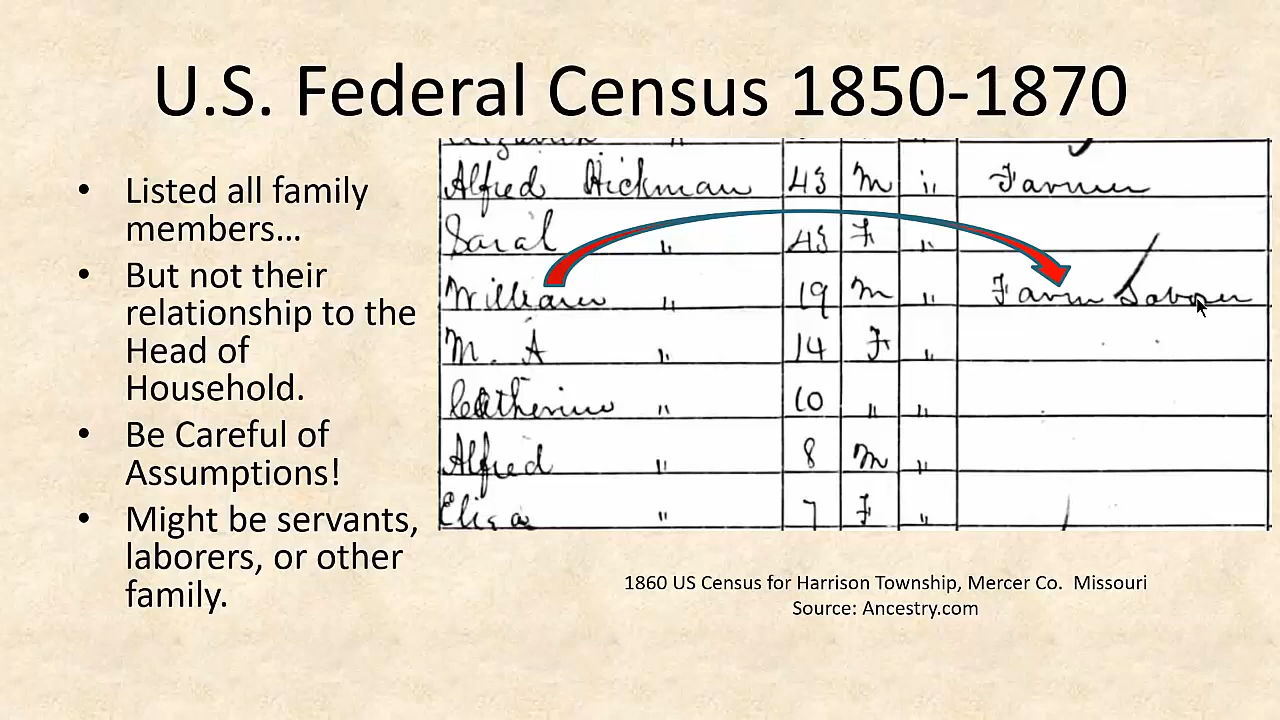 U.S. Federal Census 1850-1870
• Listed all family
members…
• But not their
relationship to the
Head of
Household.
• Be Careful of
Assumptions!
• Might be servants,
laborers, or other
family.
Alfred Hickman 43 M " Farmer
Sarah " 43 F "
William " 19 M " Farm Laborer
M. A " 14 F "
Catherine " 10 " "
Alfred " 8 M "
Eliza " 7 F "
1860 US Census for Harrison Township, Mercer Co. Missouri
Source: Ancestry.com